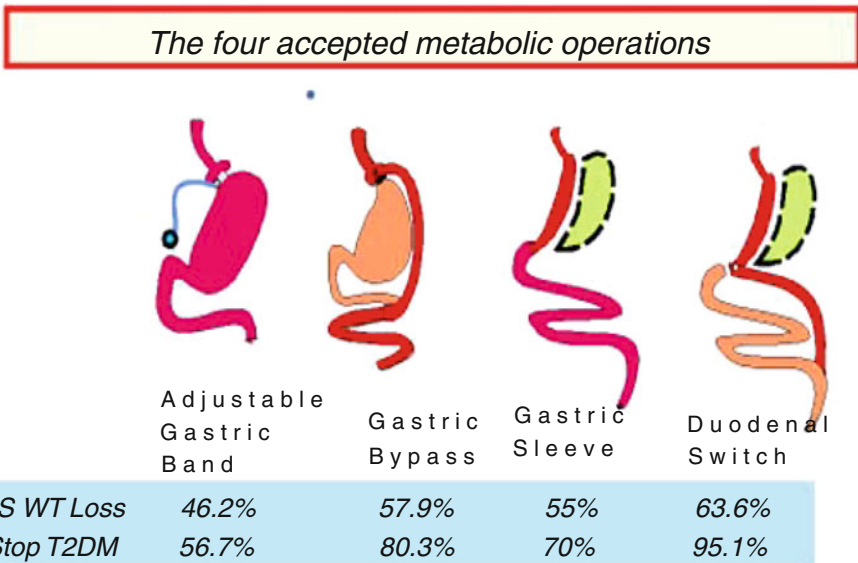 The four accepted metabolic operations
Adjustable
Gastric
Band
Gastric
Bypass
Gastric
Sleeve
Duodenal
Switch
S WT Loss 46.2% 57.9% 55% 63.6%
Stop T2DM 56.7% 80.3% 70% 95.1%